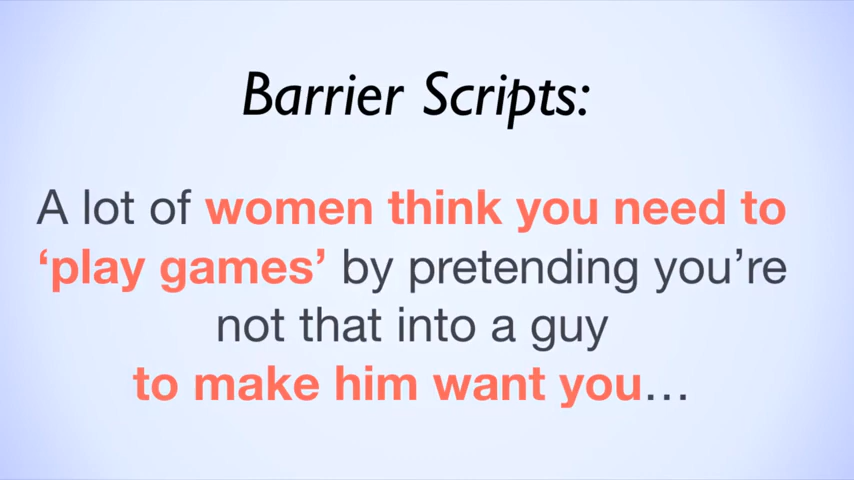 Barrier Scripts:
A lot of women think you need to
‘play games’ by pretending you’re
not that into a guy
to make him want you…